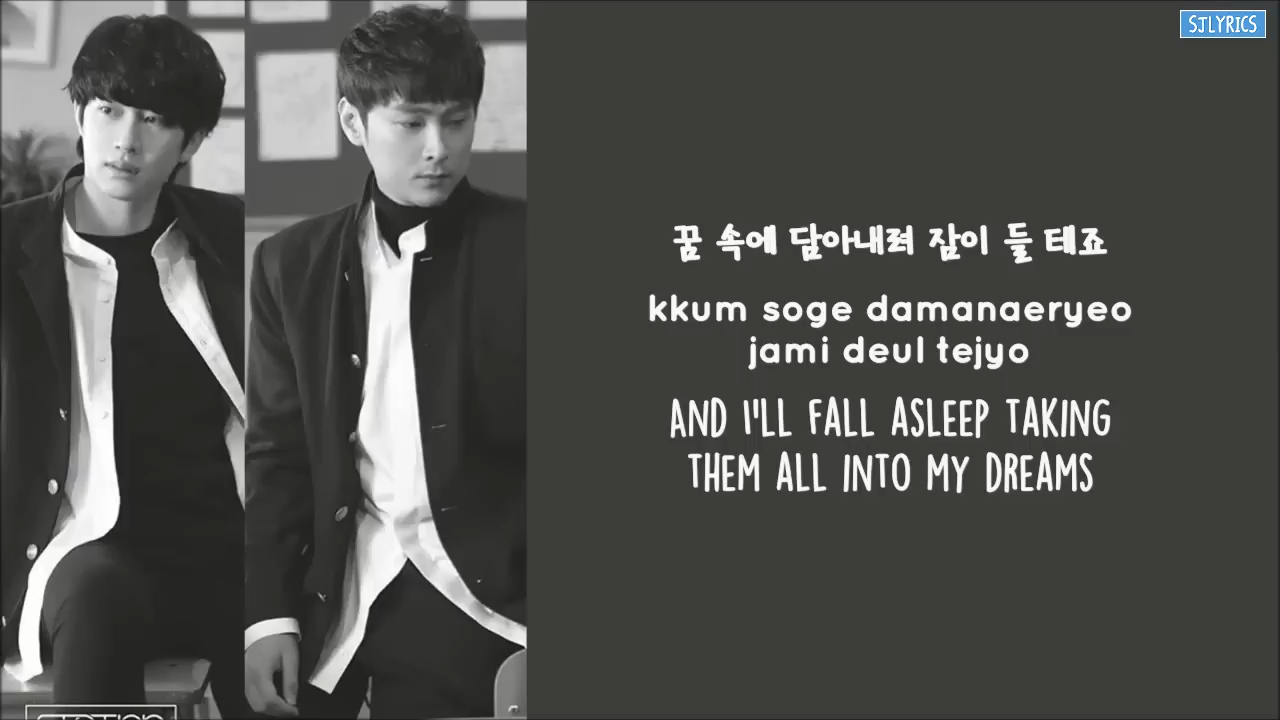 SJLYRICS
꿈 속에 담아내려 잠이 들 테죠
kkum soge damanaeryeo
jami deul tejyo
AND I'LL FALL ASLEEP TAKING
THEM ALL INTO MY DREAMS
STATION